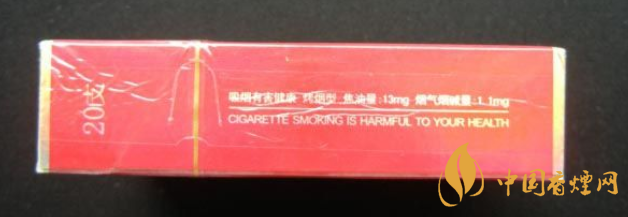 20支
吸烟有害健康 烤烟型 焦油量:13mg 烟气烟碱量:1.1mg
CIGARETTE SMOKING IS HARMFUL TO YOUR HEALTH
中国香煙网